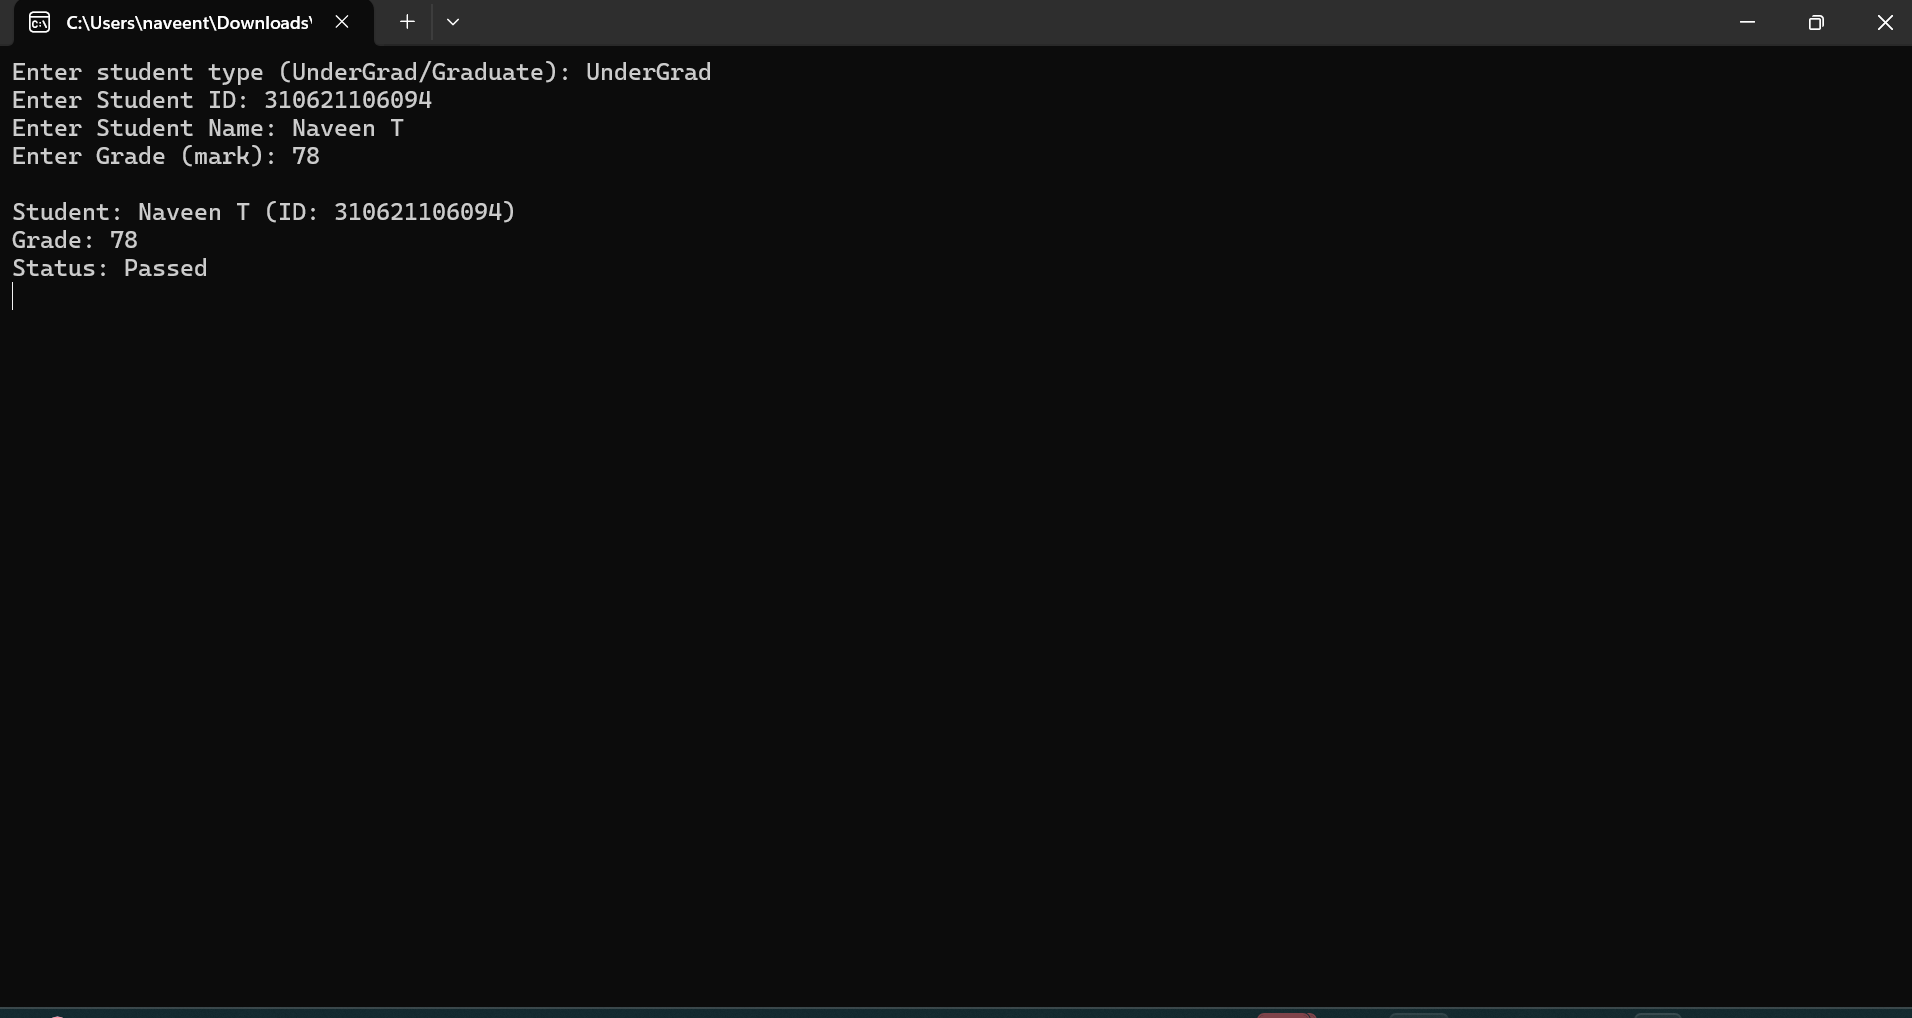 C:\Users\naveent\Downloads\
Enter student type (UnderGrad/Graduate): UnderGrad
Enter Student ID: 310621106094
Enter Student Name: Naveen T
Enter Grade (mark): 78
Student: Naveen T (ID: 310621106094)
Grade: 78
Status: Passed